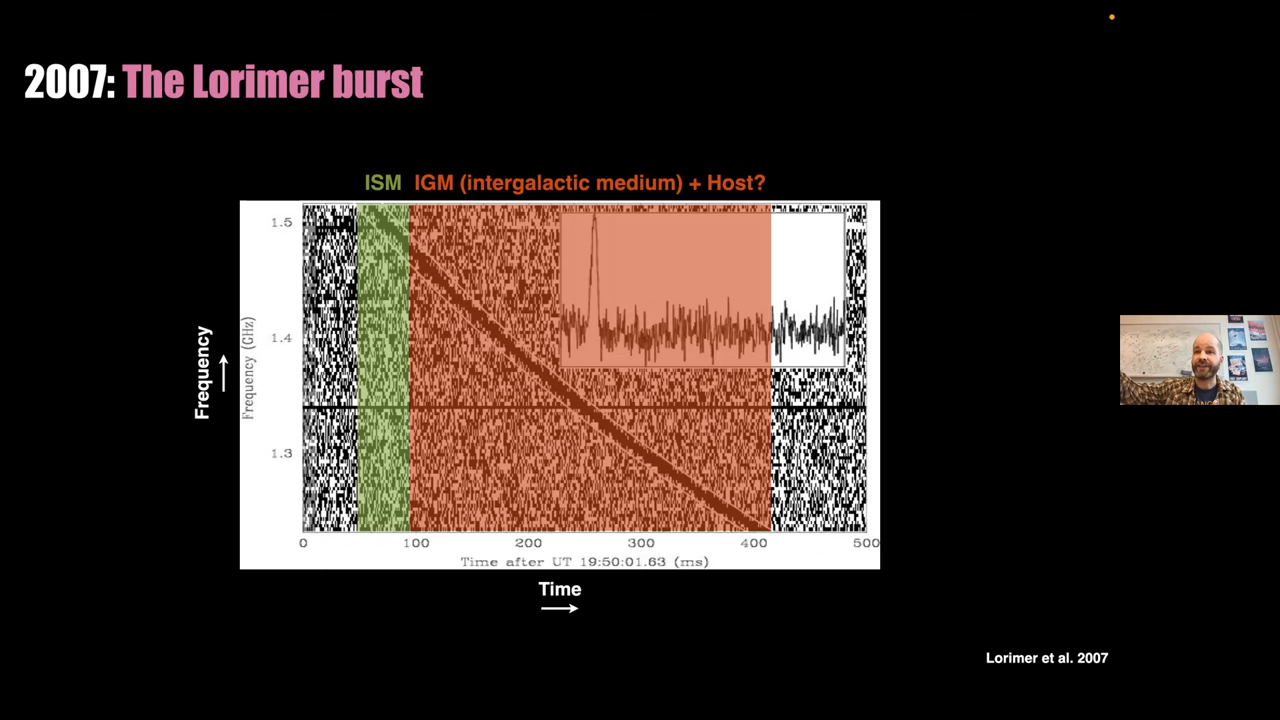 2007: The Lorimer burst
ISM IGM (intergalactic medium) + Host?
1.5
1.4
1.3
Frequency
Frequency (GHz)
0 100 200 300 400 500
Time after UT 19:50:01.63 (ms)
Time
Lorimer et al. 2007